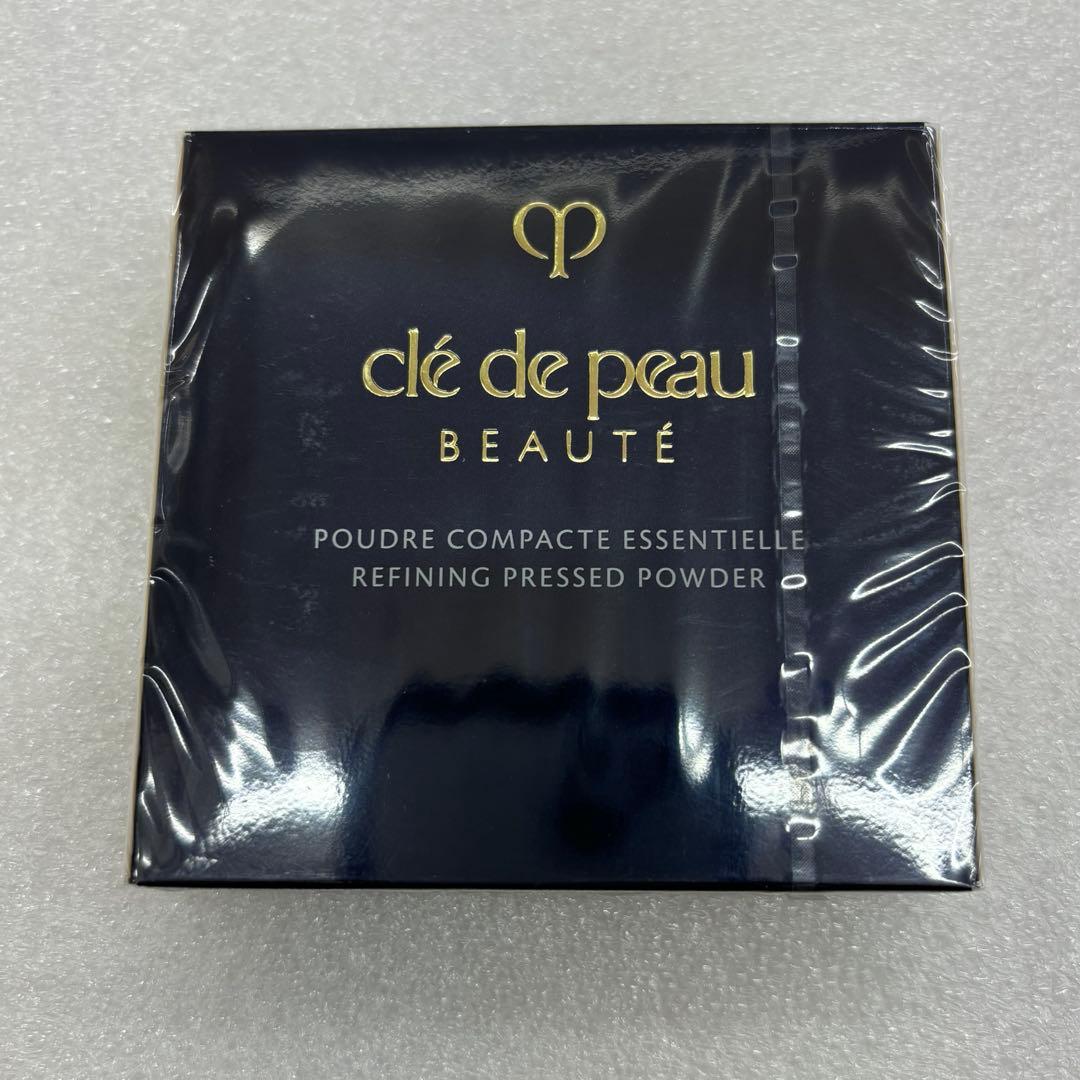 clé de peau
BEAUTÉ
POUDRE COMPACTE ESSENTIELLE
REFINING PRESSED POWDER